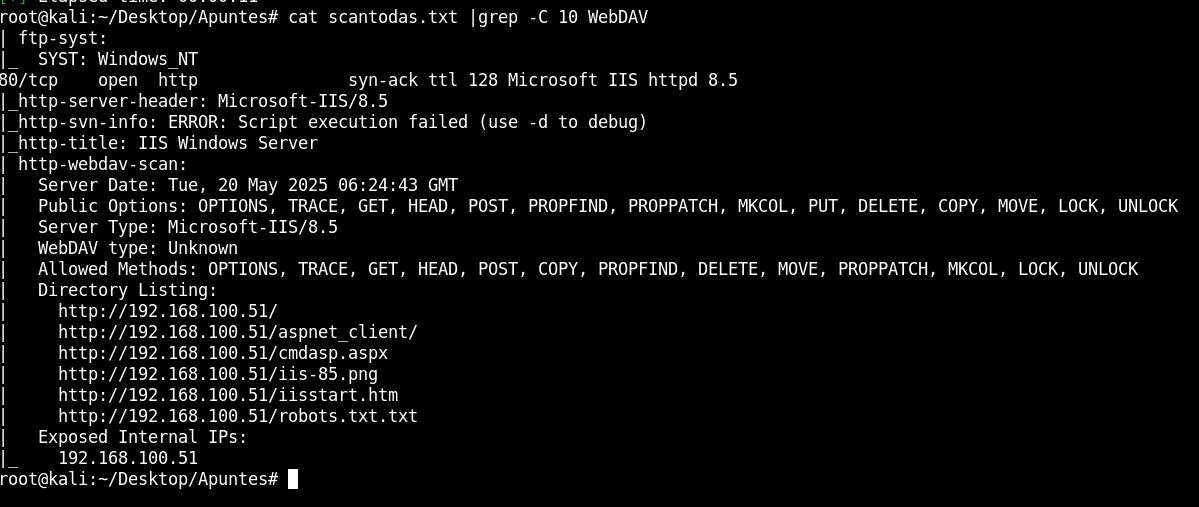 root@kali:~/Desktop/Apuntes# cat scantodas.txt |grep -C 10 WebDAV
| ftp-syst:
|_  SYST: Windows_NT
80/tcp    open  http               syn-ack ttl 128 Microsoft IIS httpd 8.5
|_http-server-header: Microsoft-IIS/8.5
|_http-svn-info: ERROR: Script execution failed (use -d to debug)
|_http-title: IIS Windows Server
| http-webdav-scan:
|   Server Date: Tue, 20 May 2025 06:24:43 GMT
|   Public Options: OPTIONS, TRACE, GET, HEAD, POST, PROPFIND, PROPPATCH, MKCOL, PUT, DELETE, COPY, MOVE, LOCK, UNLOCK
|   Server Type: Microsoft-IIS/8.5
|   WebDAV type: Unknown
|   Allowed Methods: OPTIONS, TRACE, GET, HEAD, POST, COPY, PROPFIND, DELETE, MOVE, PROPPATCH, MKCOL, LOCK, UNLOCK
|   Directory Listing:
|     http://192.168.100.51/
|     http://192.168.100.51/aspnet_client/
|     http://192.168.100.51/cmdasp.aspx
|     http://192.168.100.51/iis-85.png
|     http://192.168.100.51/iisstart.htm
|     http://192.168.100.51/robots.txt.txt
|   Exposed Internal IPs:
|_    192.168.100.51
root@kali:~/Desktop/Apuntes#